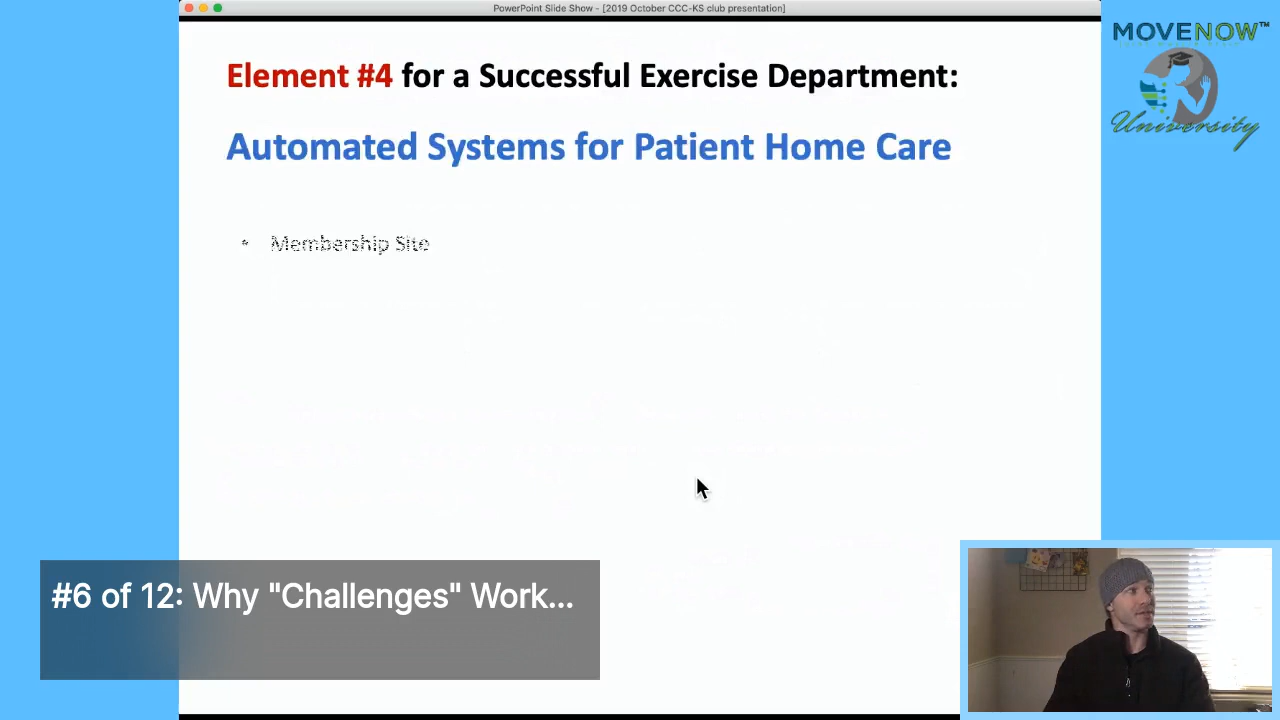 PowerPoint Slide Show - [2019 October CCC-KS club presentation]
MOVENOW™
University
Element #4 for a Successful Exercise Department:
Automated Systems for Patient Home Care
• Membership Site
#6 of 12: Why "Challenges" Work...